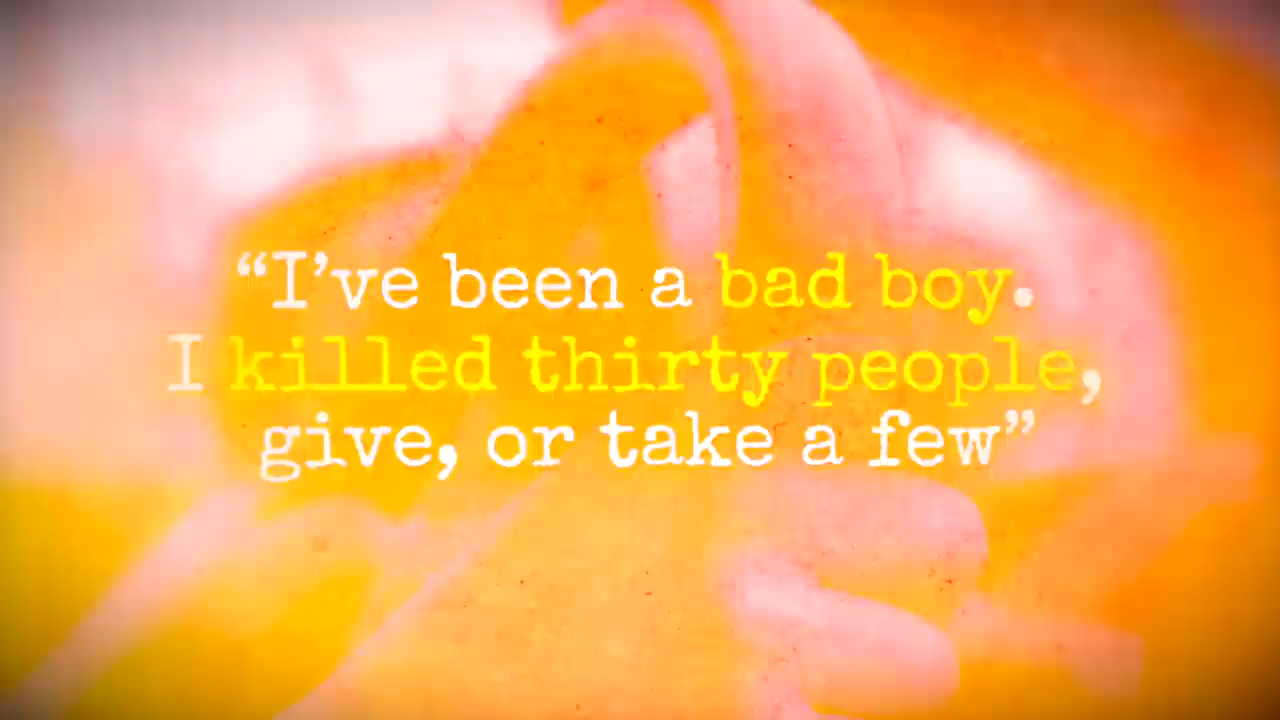 “I’ve been a bad boy.
I killed thirty people,
give, or take a few”